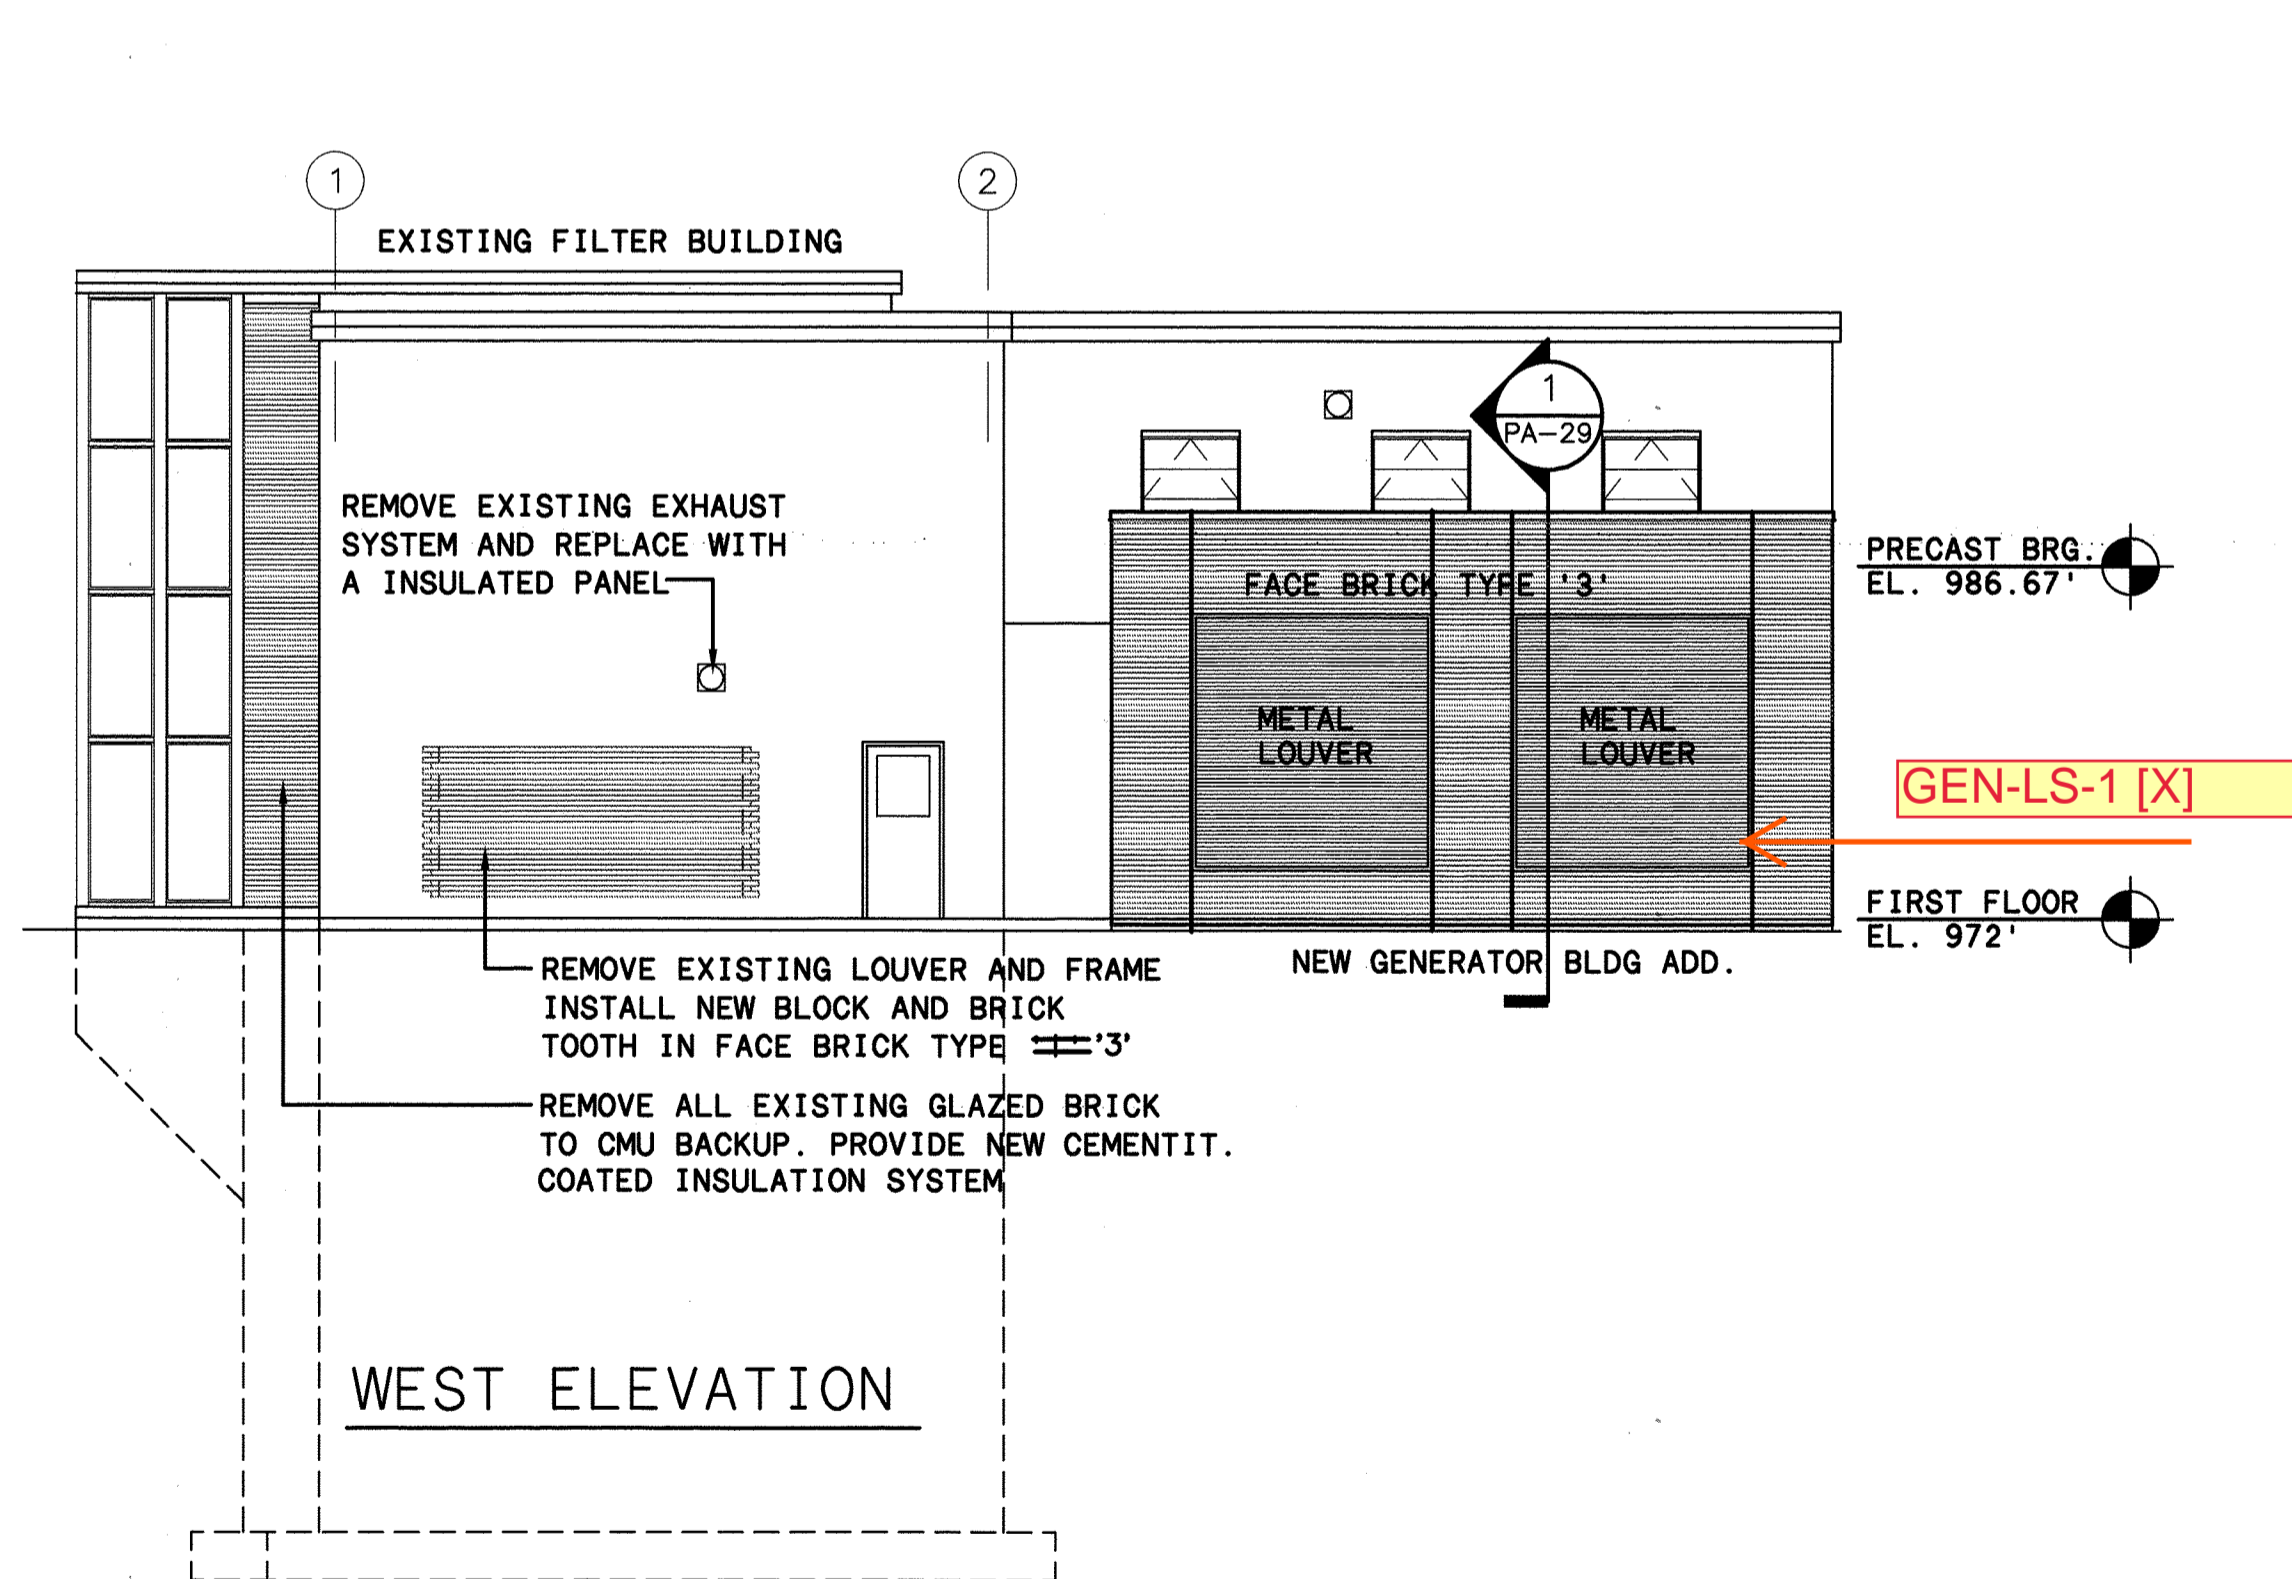 1
2
EXISTING FILTER BUILDING
1
PA-29
REMOVE EXISTING EXHAUST
SYSTEM AND REPLACE WITH
A INSULATED PANEL
PRECAST BRG.
EL. 986.67'
FACE BRICK TYPE '3'
METAL
LOUVER
METAL
LOUVER
GEN-LS-1 [X]
FIRST FLOOR
EL. 972'
NEW GENERATOR BLDG ADD.
REMOVE EXISTING LOUVER AND FRAME
INSTALL NEW BLOCK AND BRICK
TOOTH IN FACE BRICK TYPE '3'
REMOVE ALL EXISTING GLAZED BRICK
TO CMU BACKUP. PROVIDE NEW CEMENTIT.
COATED INSULATION SYSTEM
WEST ELEVATION